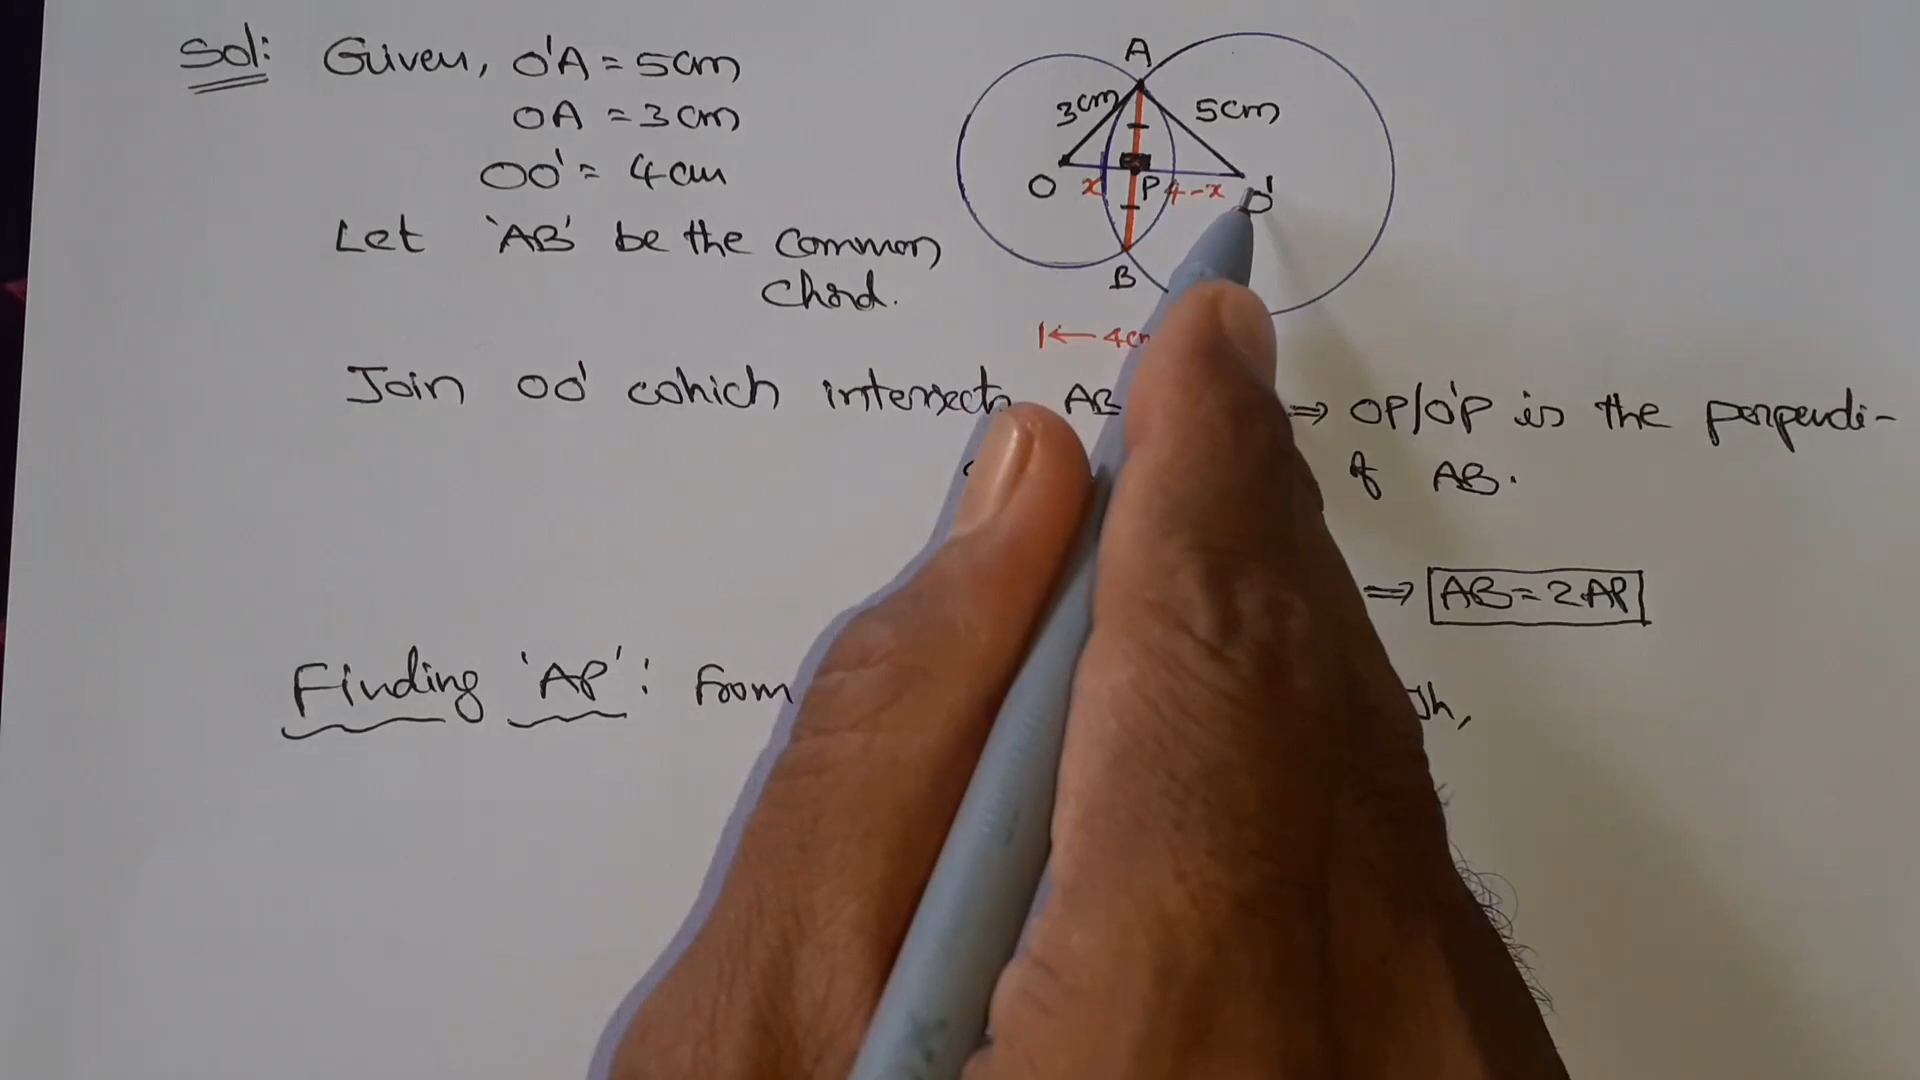 Sol: Given, O'A = 5cm
OA = 3cm
OO' = 4cm
Let 'AB' be the common
chord.
A
3cm
5cm
O
x
P
4-x
O'
B
|← 4cm
Join OO' which intersects AB
⇒ OP/O'P is the perpendi-
of AB.
⇒ AB = 2AP
Finding 'AP': From